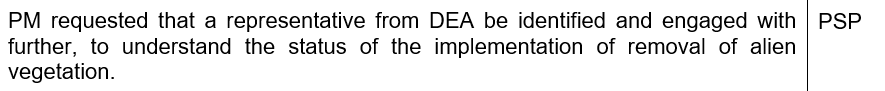 PM requested that a representative from DEA be identified and engaged with PSP
further, to understand the status of the implementation of removal of alien
vegetation.